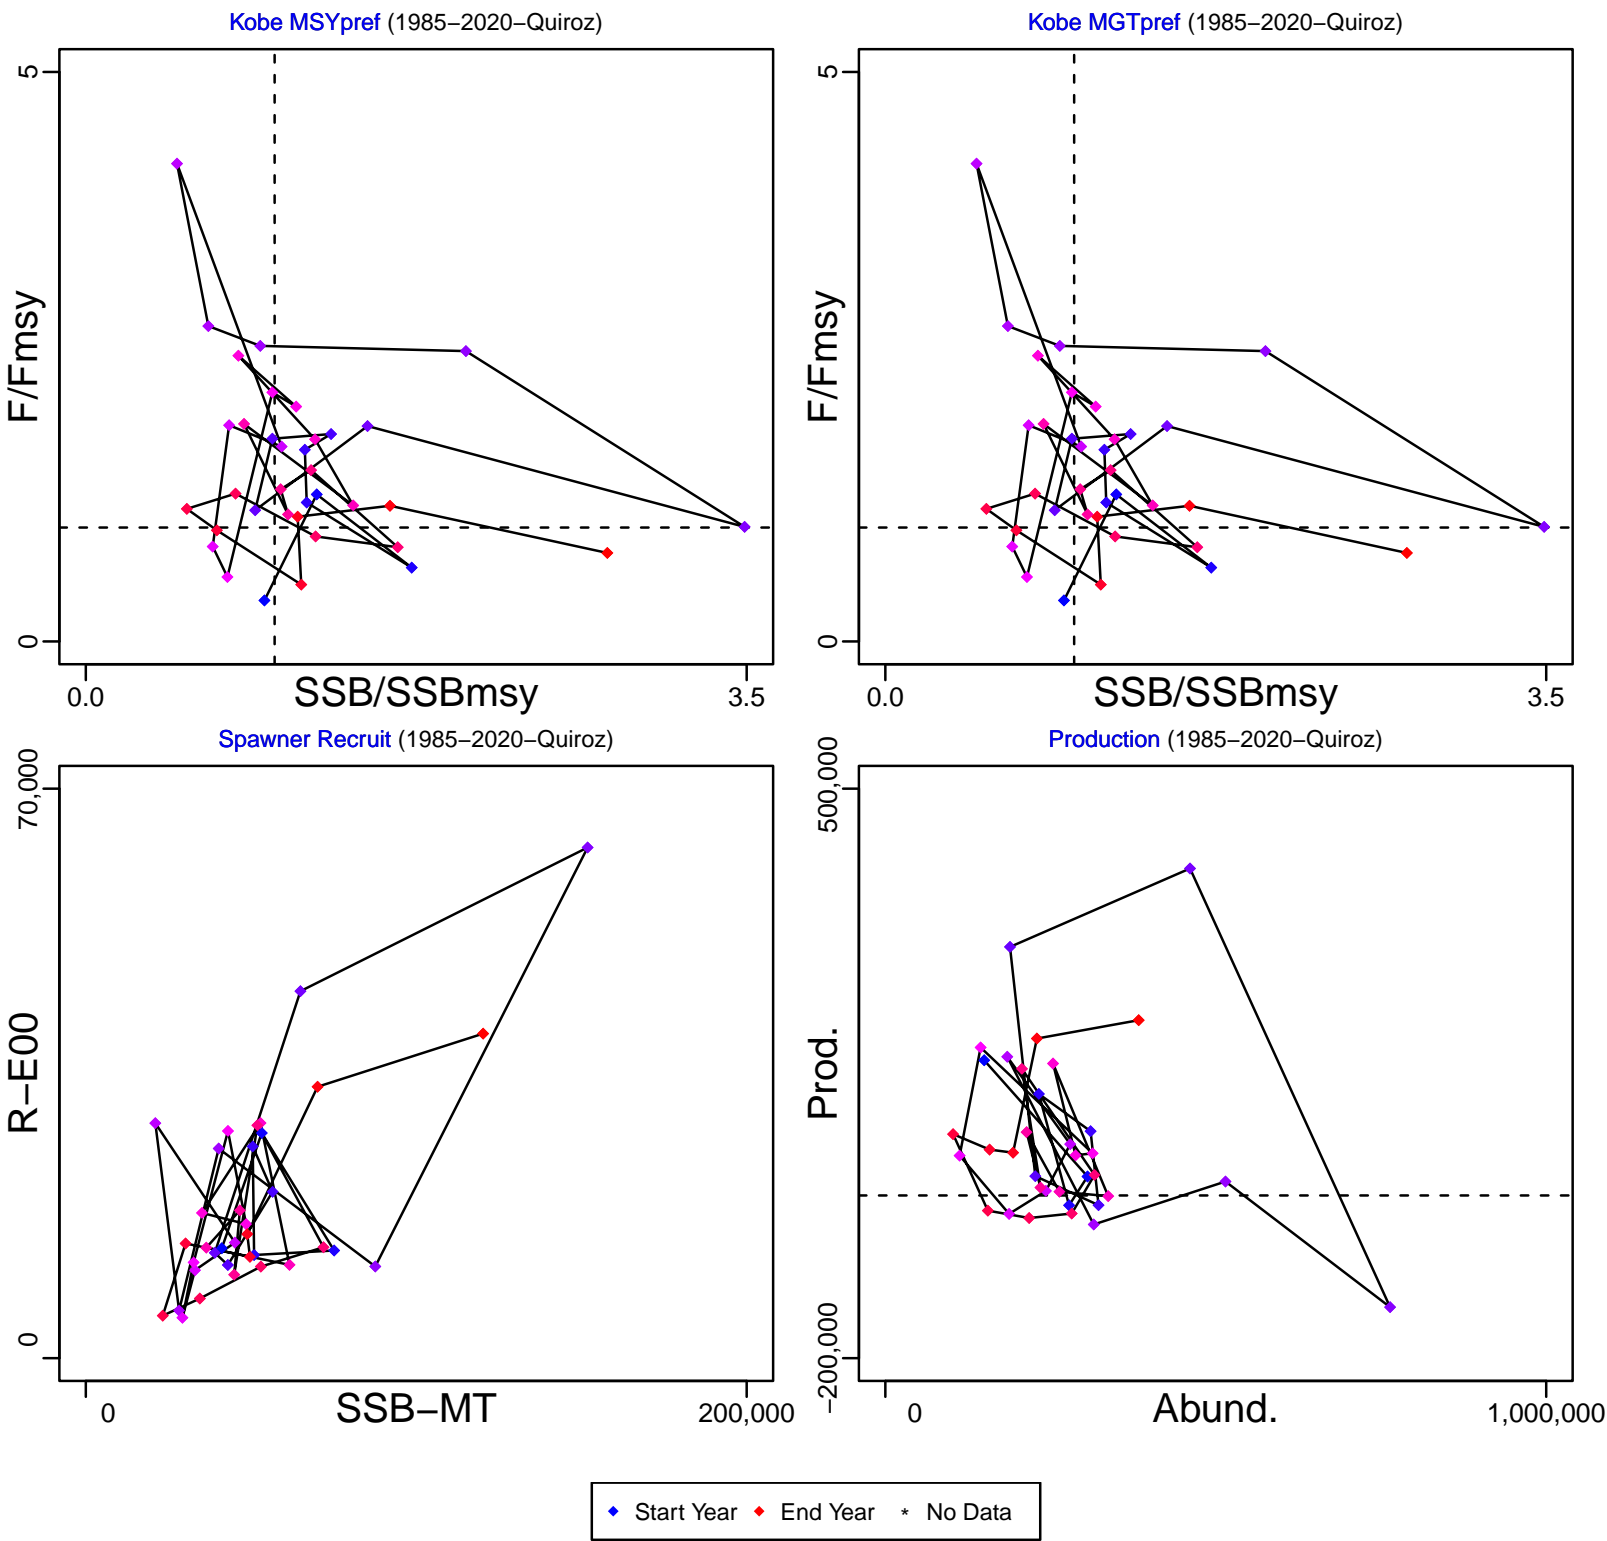 Kobe MSYpref (1985−2020−Quiroz)
F/Fmsy
5
0
0.0
3.5
SSB/SSBmsy
Kobe MGTpref (1985−2020−Quiroz)
F/Fmsy
5
0
0.0
3.5
SSB/SSBmsy
Spawner Recruit (1985−2020−Quiroz)
R−E00
70,000
0
0
200,000
SSB−MT
Production (1985−2020−Quiroz)
Prod.
500,000
−200,000
0
1,000,000
Abund.
Start Year
End Year
* No Data